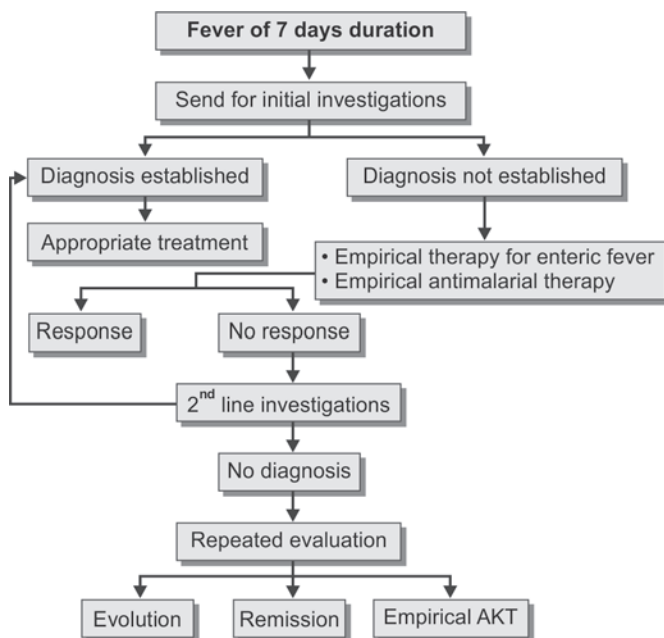 Fever of 7 days duration
Send for initial investigations
Diagnosis established
Diagnosis not established
Appropriate treatment
• Empirical therapy for enteric fever
• Empirical antimalarial therapy
Response
No response
2nd line investigations
No diagnosis
Repeated evaluation
Evolution
Remission
Empirical AKT